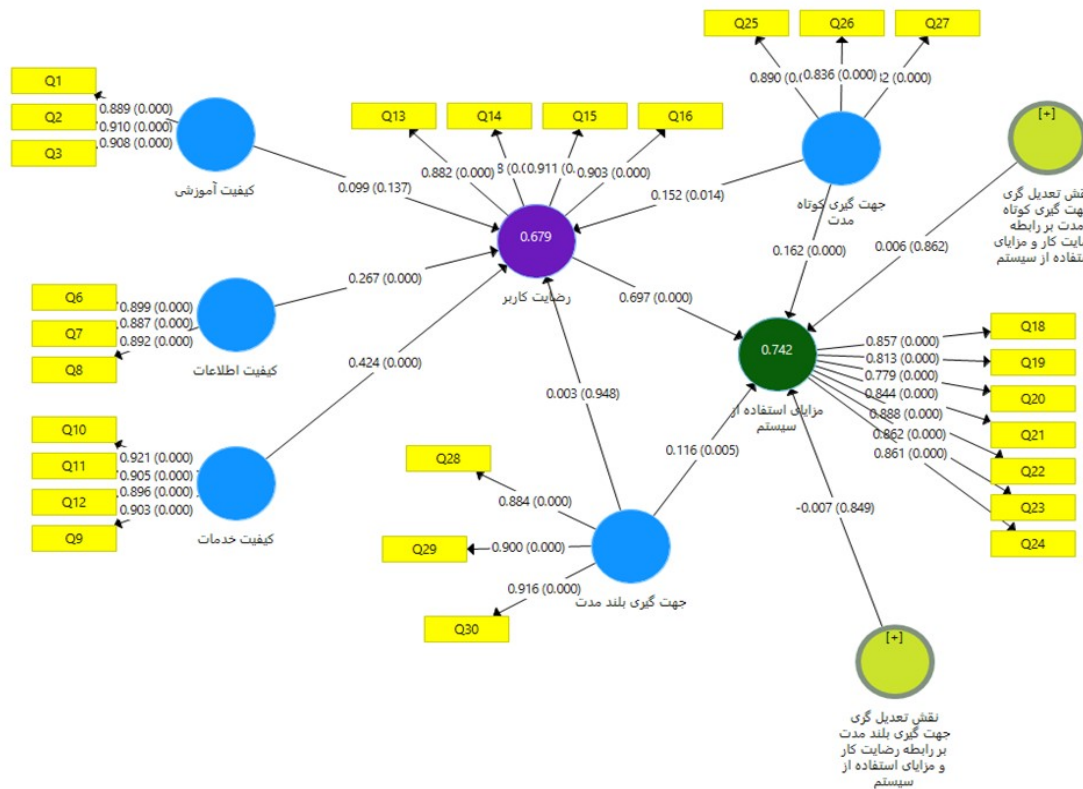 Q25
Q26
Q27
0.890
0.836 (0.000)
(0.000)
Q1
Q2
Q3
0.889 (0.000)
0.910 (0.000)
0.908 (0.000)
کیفیت آموزشی
0.099 (0.137)
Q13
Q14
Q15
Q16
0.882 (0.000)
0.911
0.903 (0.000)
0.679
رضایت کاربر
0.152 (0.014)
جهت گیری کوتاه
مدت
0.162 (0.000)
[+]
تعدیل گری
گیری کوتاه
بر رابطه
کار و مزایای
از سیستم
0.006 (0.862)
Q6
Q7
Q8
0.899 (0.000)
0.887 (0.000)
0.892 (0.000)
کیفیت اطلاعات
0.267 (0.000)
0.697 (0.000)
0.742
مزایای استفاده از
سیستم
Q18
Q19
Q20
Q21
Q22
Q23
Q24
0.857 (0.000)
0.813 (0.000)
0.779 (0.000)
0.844 (0.000)
0.888 (0.000)
0.862 (0.000)
0.861 (0.000)
0.424 (0.000)
0.003 (0.948)
0.116 (0.005)
Q10
Q11
Q12
Q9
0.921 (0.000)
0.905 (0.000)
0.896 (0.000)
0.903 (0.000)
کیفیت خدمات
Q28
Q29
Q30
0.884 (0.000)
0.900 (0.000)
0.916 (0.000)
جهت گیری بلند مدت
-0.007 (0.849)
[+]
نقش تعدیل گری
جهت گیری بلند مدت
بر رابطه رضایت کار
و مزایای استفاده از
سیستم